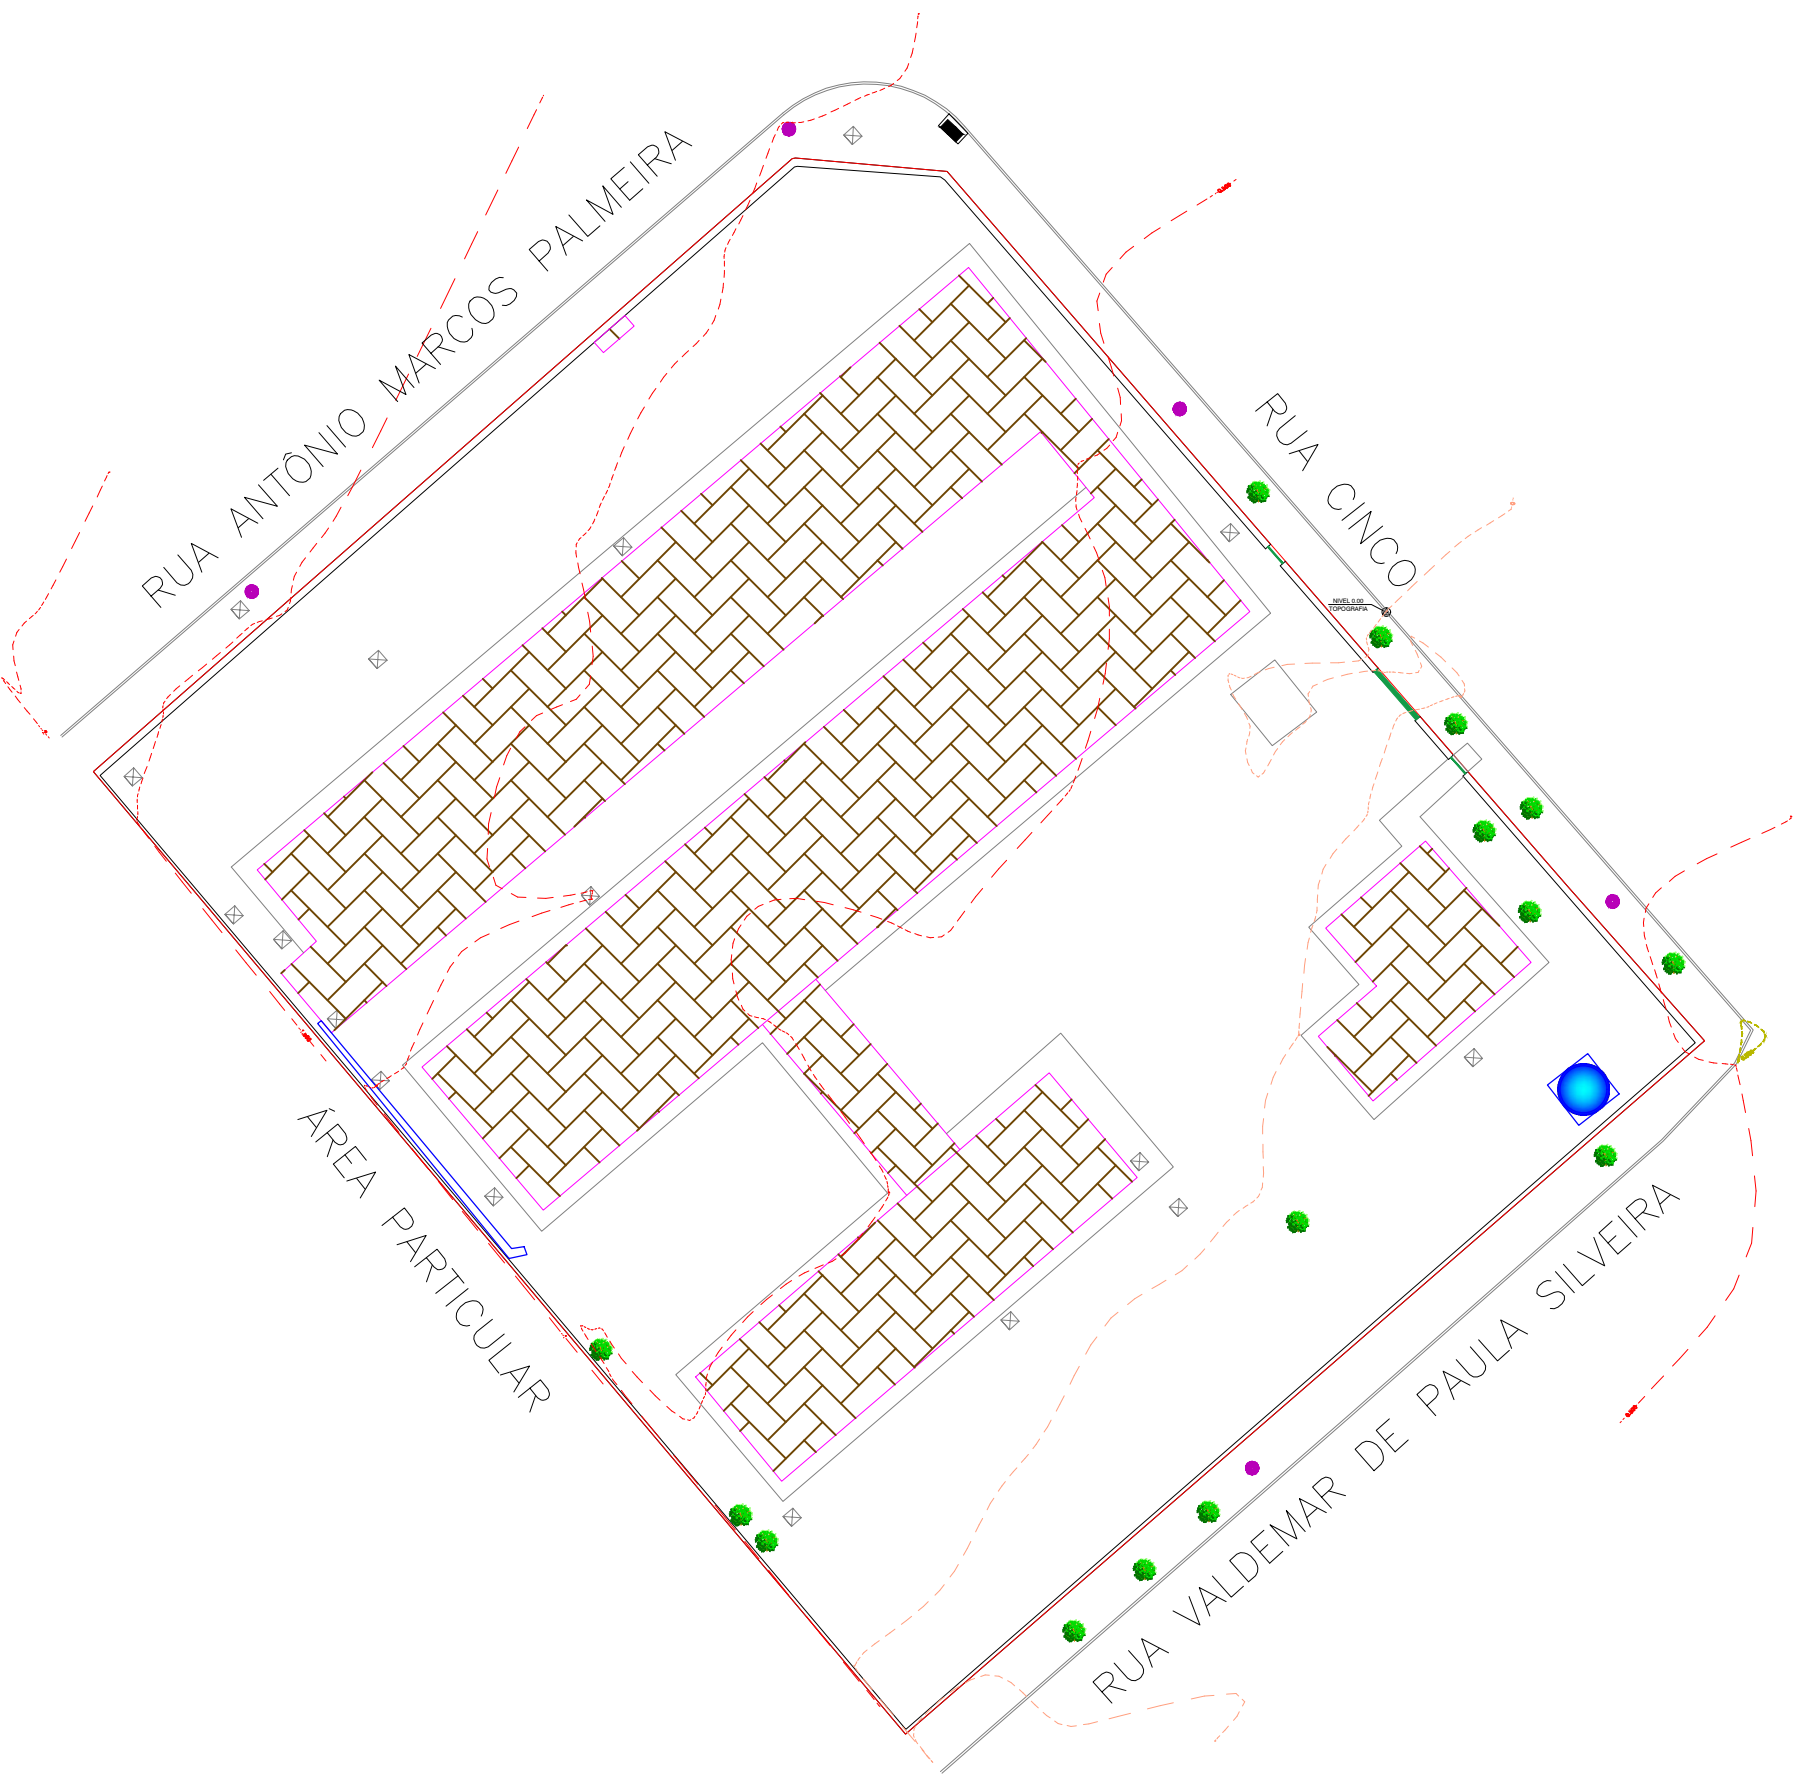 RUA ANTÔNIO MARCOS PALMEIRA
RUA CINCO
NIVEL 0.00
TOPOGRAFIA
ÁREA PARTICULAR
RUA VALDEMAR DE PAULA SILVEIRA